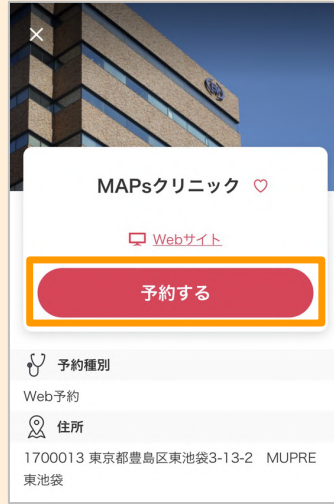 MAPsクリニック
Webサイト
予約する
予約種別
Web予約
住所
1700013 東京都豊島区東池袋3-13-2 MUPRE
東池袋